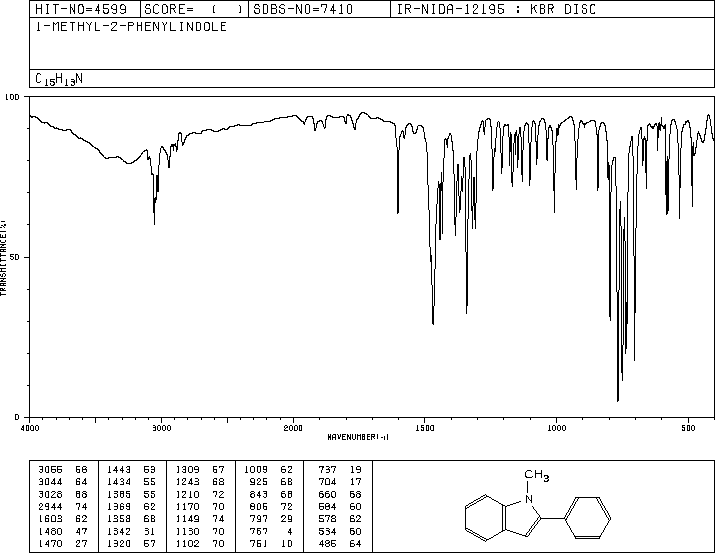 HIT-NO=4599 SCORE= ( ) SDBS-NO=7410 IR-NIDA-12195 : KBR DISC
1-METHYL-2-PHENYLINDOLE
C15H13N
100
50
0
TRANSMITTANCE(%)
4000 3000 2000 1500 1000 500
WAVENUMBER(-1)
3055 66 1443 53 1309 57 1009 62 737 19
3044 64 1434 55 1243 68 925 68 704 17
3028 68 1385 55 1210 72 843 68 660 68
2944 74 1369 62 1170 70 806 72 584 60
1603 62 1358 68 1149 74 797 29 578 62
1480 47 1342 31 1130 70 767 4 534 60
1470 27 1320 57 1102 70 751 10 486 64
CH3
N